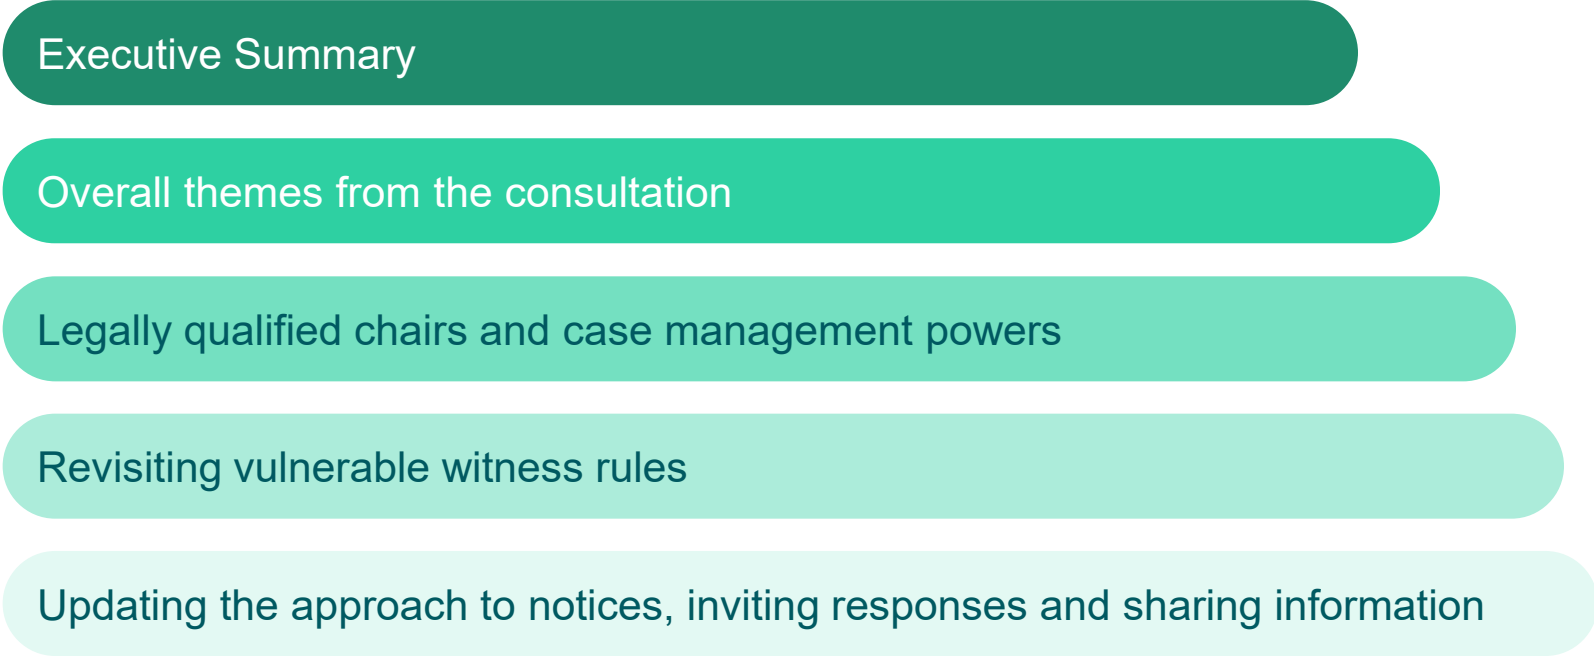 Executive Summary
Overall themes from the consultation
Legally qualified chairs and case management powers
Revisiting vulnerable witness rules
Updating the approach to notices, inviting responses and sharing information